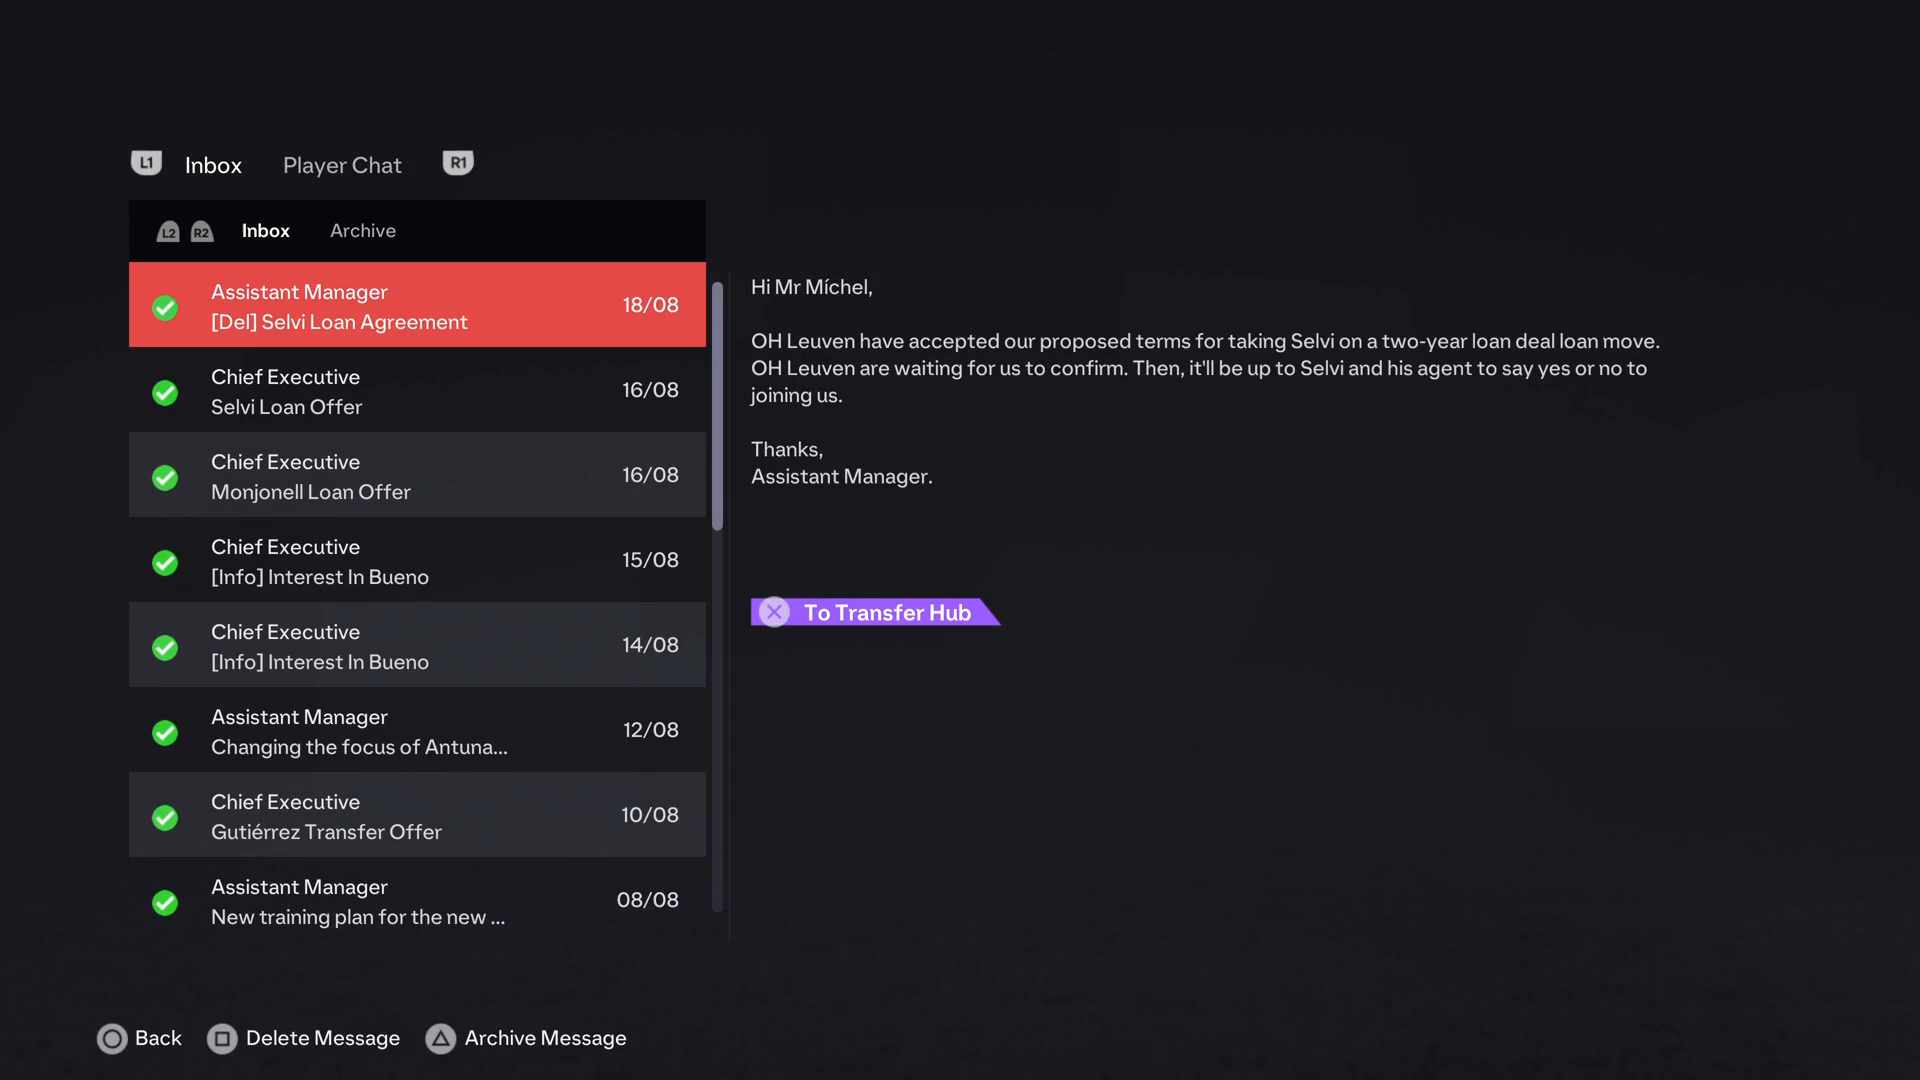 L1 Inbox Player Chat R1
L2 R2 Inbox Archive
Assistant Manager
[Del] Selvi Loan Agreement
18/08
Chief Executive
Selvi Loan Offer
16/08
Chief Executive
Monjonell Loan Offer
16/08
Chief Executive
[Info] Interest In Bueno
15/08
Chief Executive
[Info] Interest In Bueno
14/08
Assistant Manager
Changing the focus of Antuna...
12/08
Chief Executive
Gutiérrez Transfer Offer
10/08
Assistant Manager
New training plan for the new ...
08/08
Hi Mr Míchel,
OH Leuven have accepted our proposed terms for taking Selvi on a two-year loan deal loan move.
OH Leuven are waiting for us to confirm. Then, it'll be up to Selvi and his agent to say yes or no to
joining us.
Thanks,
Assistant Manager.
To Transfer Hub
Back Delete Message Archive Message